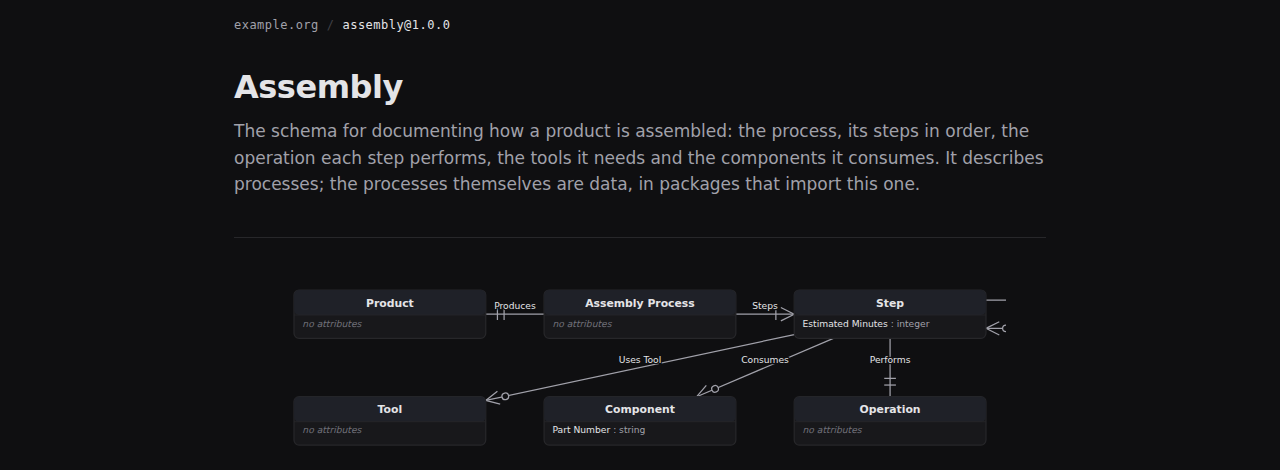 example.org / assembly@1.0.0
Assembly
The schema for documenting how a product is assembled: the process, its steps in order, the
operation each step performs, the tools it needs and the components it consumes. It describes
processes; the processes themselves are data, in packages that import this one.
Product
Produces
Assembly Process
Steps
Step
no attributes
no attributes
Estimated Minutes : integer
Uses Tool
Consumes
Performs
Tool
Component
Operation
no attributes
Part Number : string
no attributes